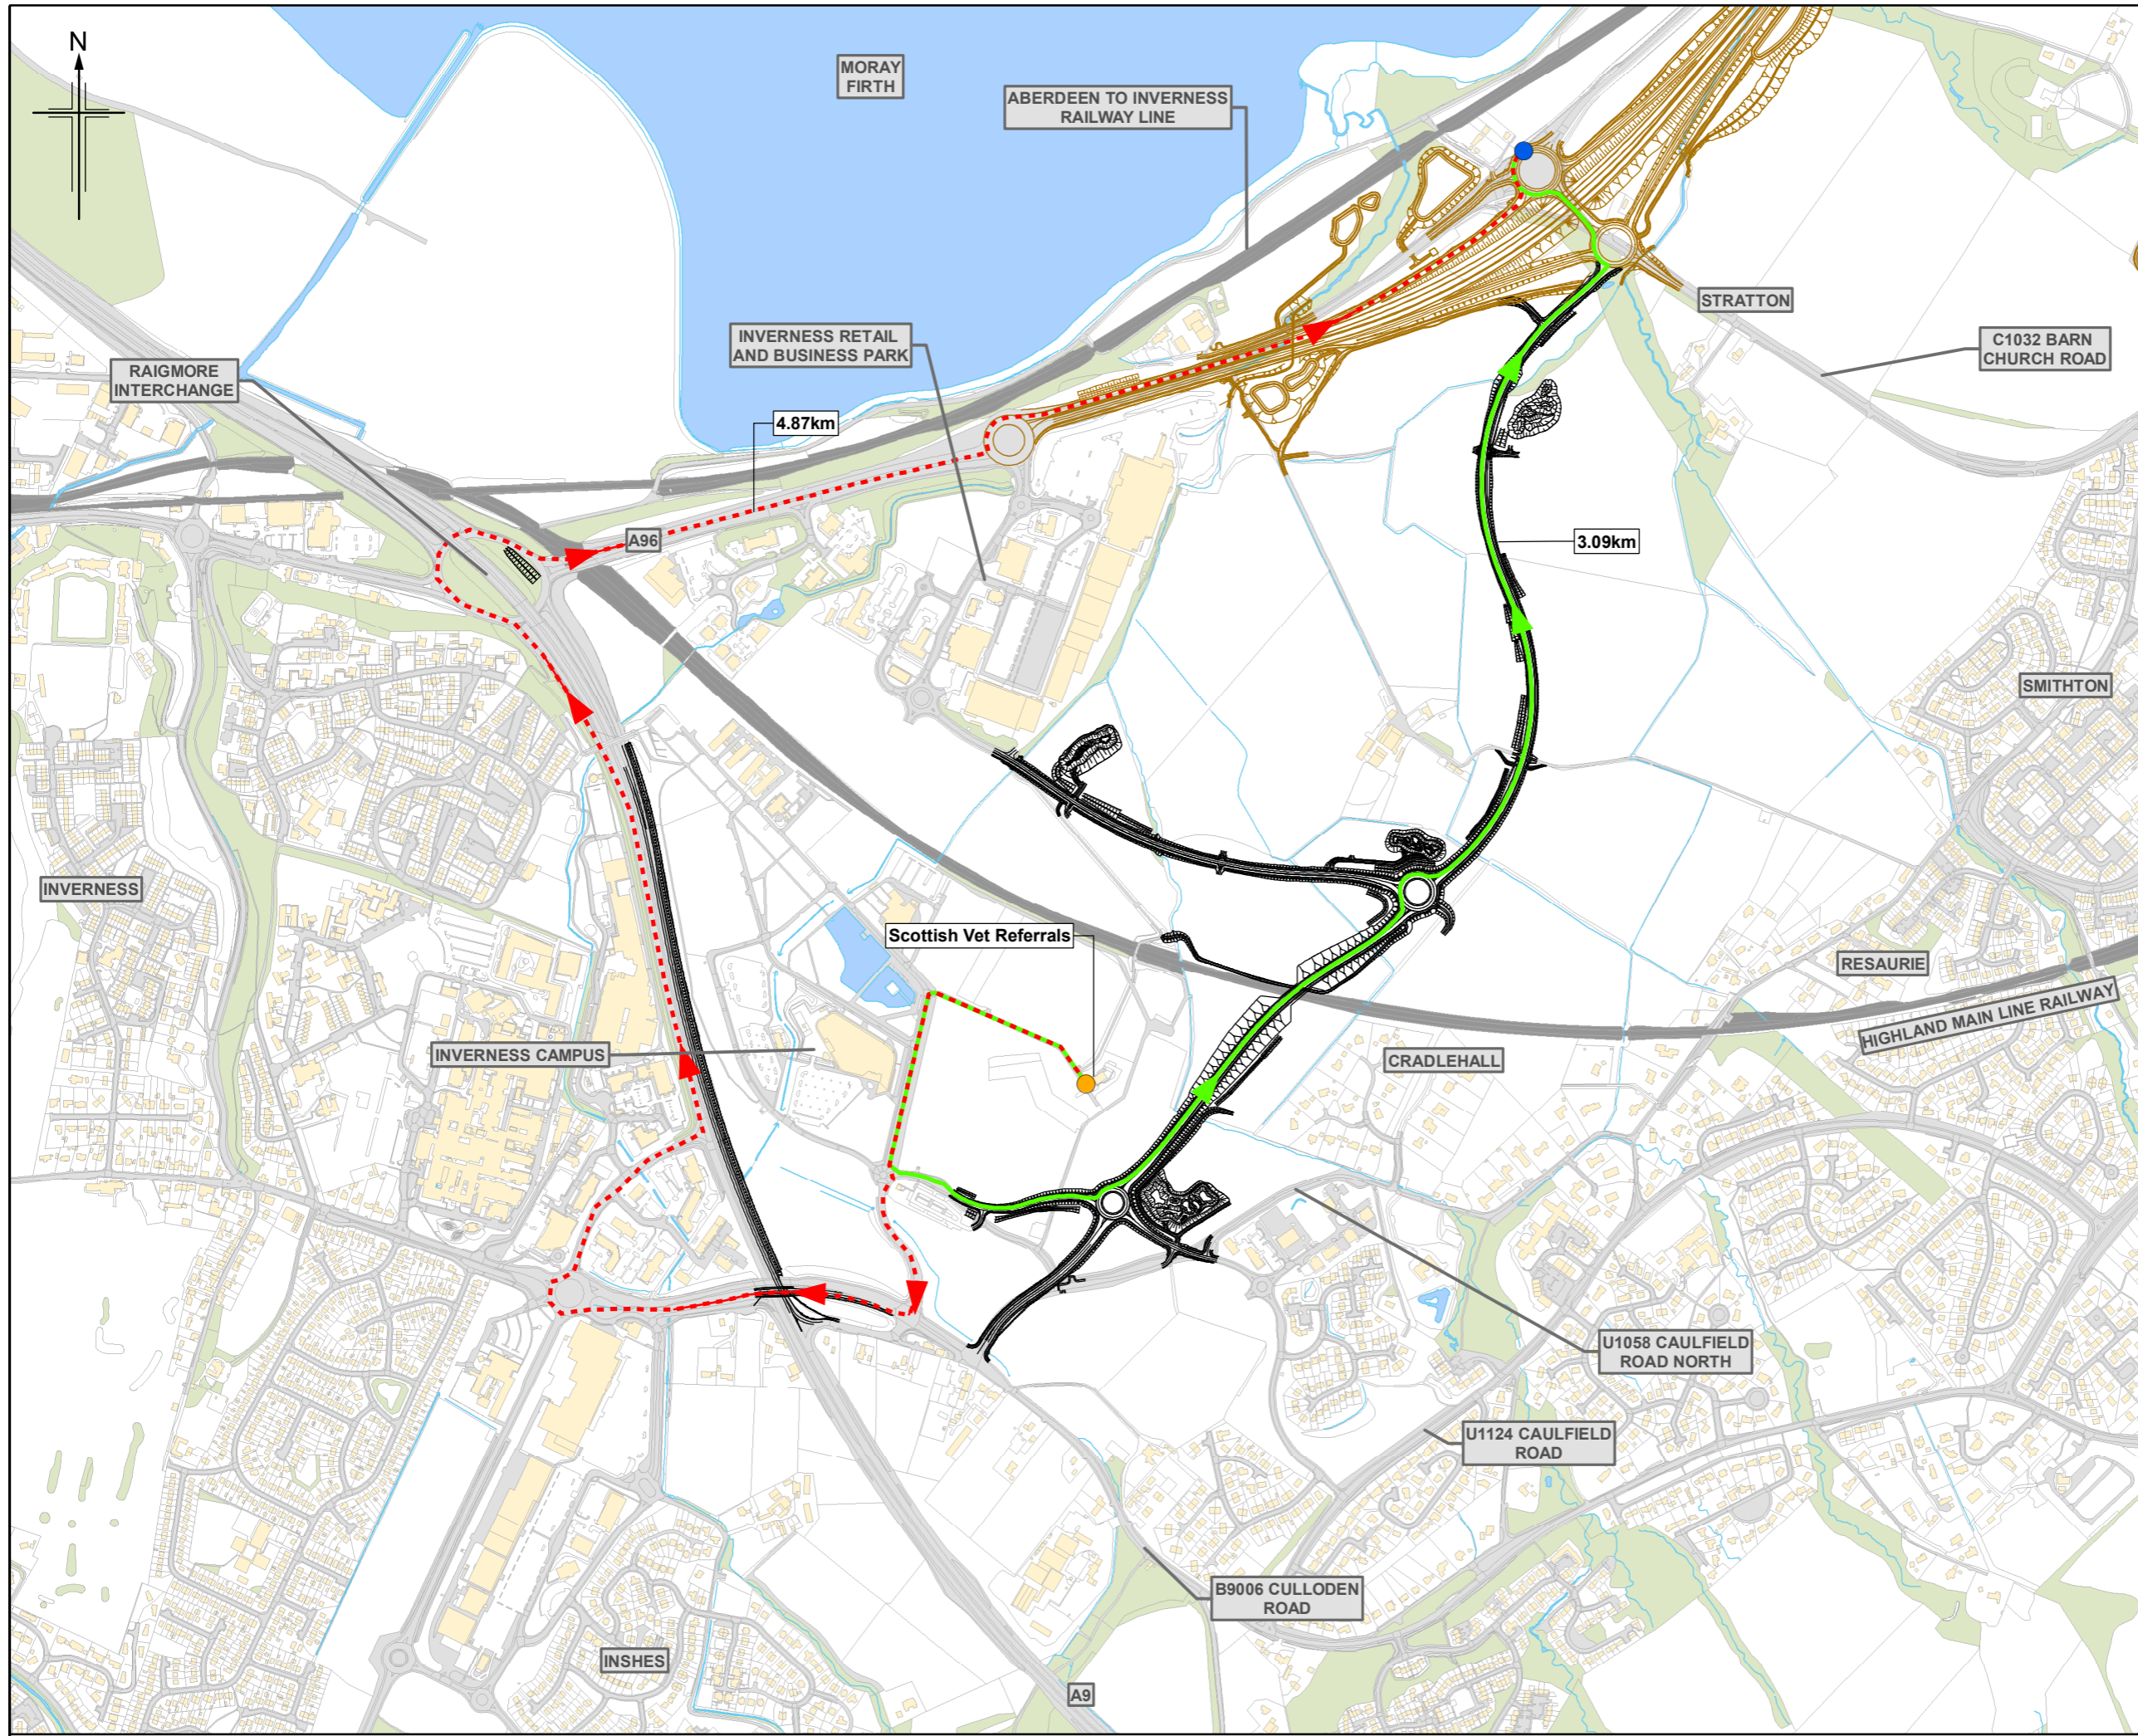 N
MORAY
FIRTH
ABERDEEN TO INVERNESS
RAILWAY LINE
STRATTON
C1032 BARN
CHURCH ROAD
INVERNESS RETAIL
AND BUSINESS PARK
RAIGMORE
INTERCHANGE
4.87km
A96
3.09km
SMITHTON
INVERNESS
Scottish Vet Referrals
RESAURIE
HIGHLAND MAIN LINE RAILWAY
INVERNESS CAMPUS
CRADLEHALL
U1058 CAULFIELD
ROAD NORTH
U1124 CAULFIELD
ROAD
B9006 CULLODEN
ROAD
INSHES
A9